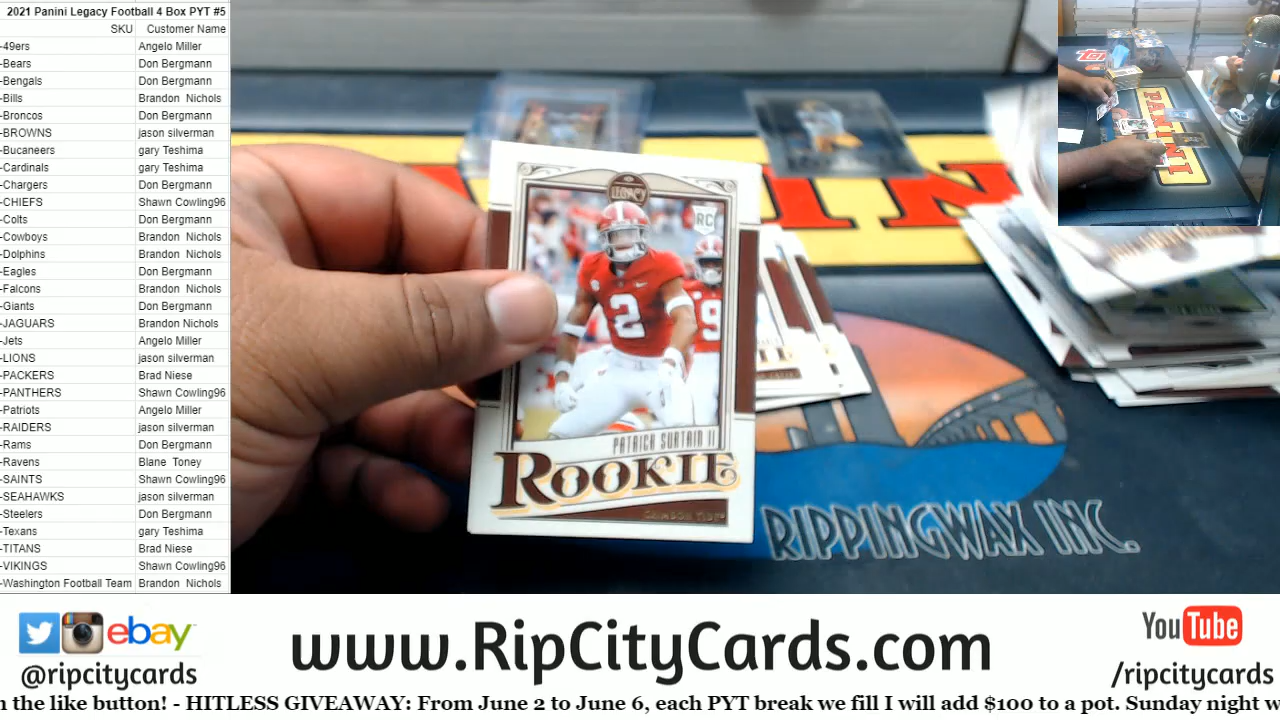 2021 Panini Legacy Football 4 Box PYT #5
SKU Customer Name
-49ers Angelo Miller
-Bears Don Bergmann
-Bengals Don Bergmann
-Bills Brandon Nichols
-Broncos Don Bergmann
-BROWNS jason silverman
-Bucaneers gary Teshima
-Cardinals gary Teshima
-Chargers Don Bergmann
-CHIEFS Shawn Cowling96
-Colts Don Bergmann
-Cowboys Brandon Nichols
-Dolphins Brandon Nichols
-Eagles Don Bergmann
-Falcons Brandon Nichols
-Giants Don Bergmann
-JAGUARS Brandon Nichols
-Jets Angelo Miller
-LIONS jason silverman
-PACKERS Brad Niese
-PANTHERS Shawn Cowling96
-Patriots Angelo Miller
-RAIDERS jason silverman
-Rams Don Bergmann
-Ravens Blane Toney
-SAINTS Shawn Cowling96
-SEAHAWKS jason silverman
-Steelers Don Bergmann
-Texans gary Teshima
-TITANS Brad Niese
-VIKINGS Shawn Cowling96
-Washington Football Team Brandon Nichols
LEGACY
RC
2
9
PATRICK SURTAIN II
ROOKIE
CRIMSON TIDE
RIPPINGWAX INC.
PANINI
ebay
@ripcitycards
www.RipCityCards.com
YouTube
/ripcitycards
n the like button! - HITLESS GIVEAWAY: From June 2 to June 6, each PYT break we fill I will add $100 to a pot. Sunday night w